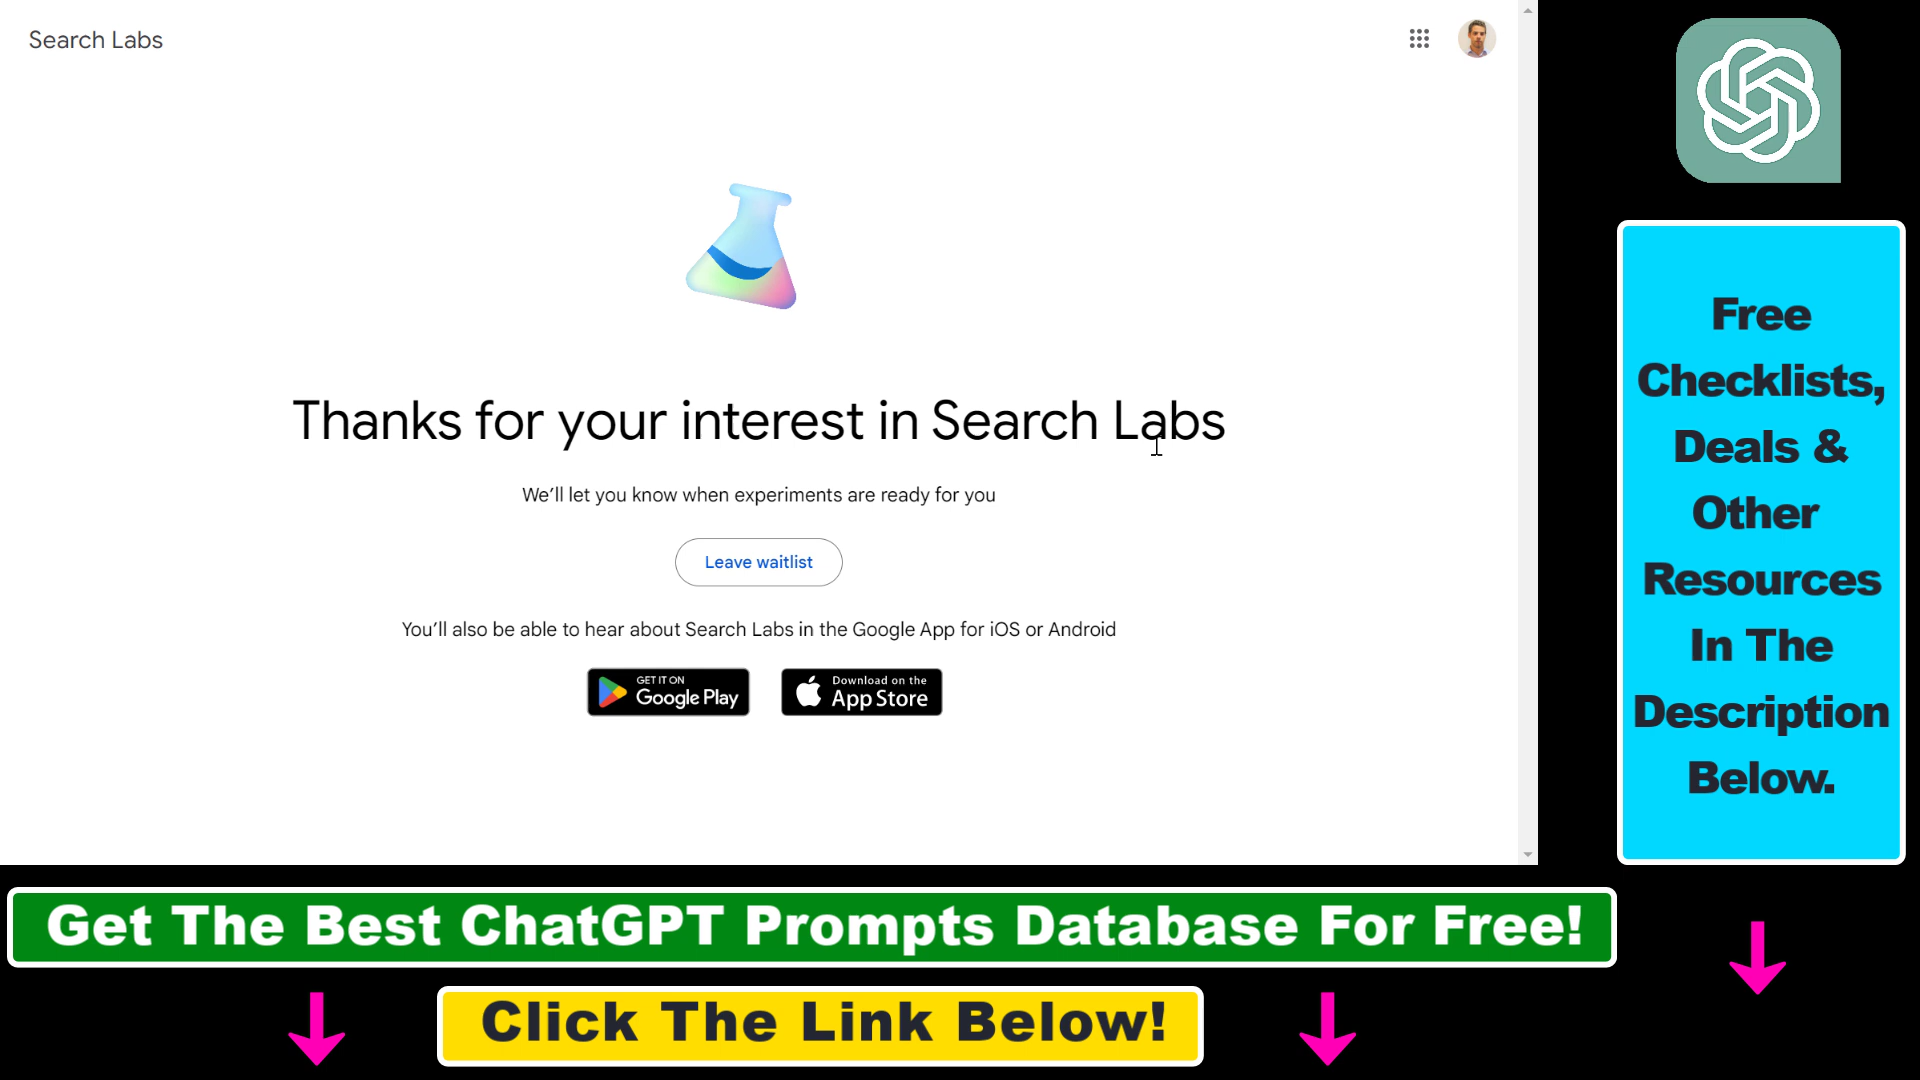 Search Labs
Thanks for your interest in Search Labs
We’ll let you know when experiments are ready for you
Leave waitlist
You’ll also be able to hear about Search Labs in the Google App for iOS or Android
GET IT ON
Google Play
Download on the
App Store
Free
Checklists,
Deals &
Other
Resources
In The
Description
Below.
Get The Best ChatGPT Prompts Database For Free!
Click The Link Below!